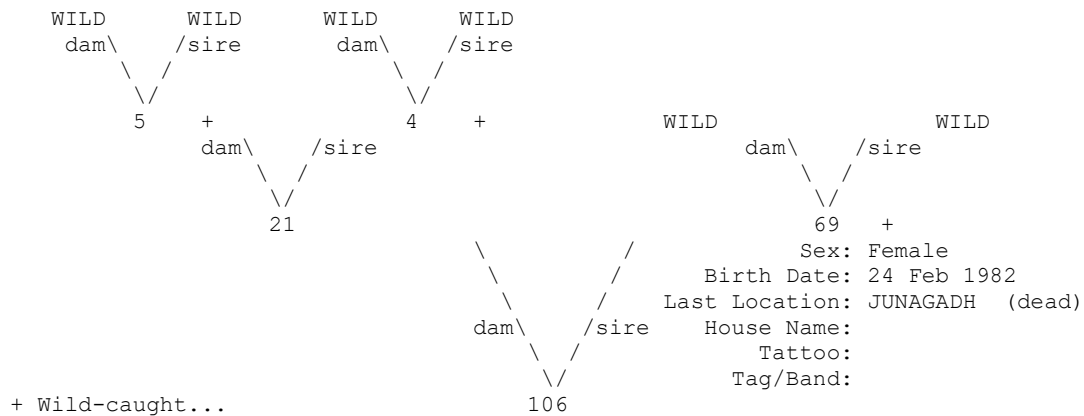 WILD WILD WILD WILD
dam\ /sire dam\ /sire
\ / \ /
\/ \/
5 + 4 + WILD WILD
dam\ /sire dam\ /sire
\ / \ /
\/ \/
21 69 +
\ / Sex: Female
\ / Birth Date: 24 Feb 1982
\ / Last Location: JUNAGADH (dead)
dam\ /sire House Name:
\ / Tattoo:
\/ Tag/Band:
+ Wild-caught... 106